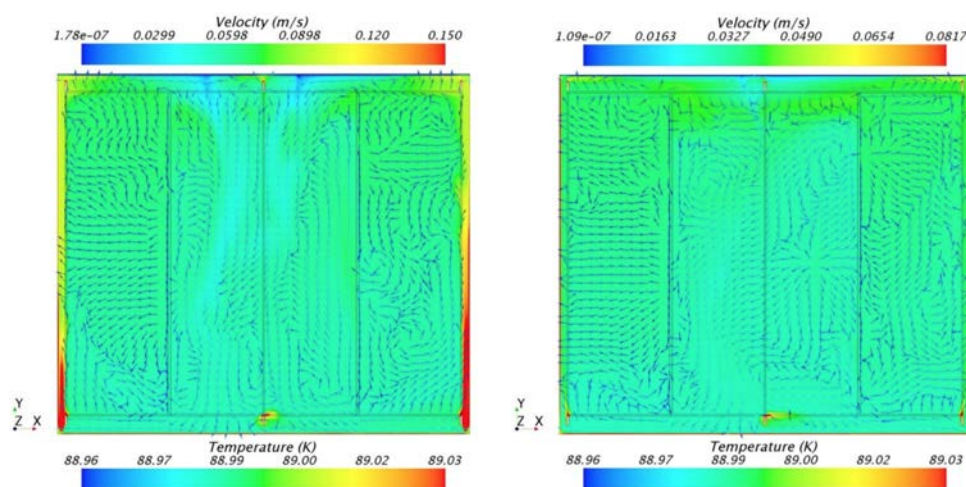 Velocity (m/s)
1.78e-07 0.0299 0.0598 0.0898 0.120 0.150
Y
Z X
Temperature (K)
88.96 88.97 88.99 89.00 89.02 89.03
Velocity (m/s)
1.09e-07 0.0163 0.0327 0.0490 0.0654 0.0817
Y
Z X
Temperature (K)
88.96 88.97 88.99 89.00 89.02 89.03